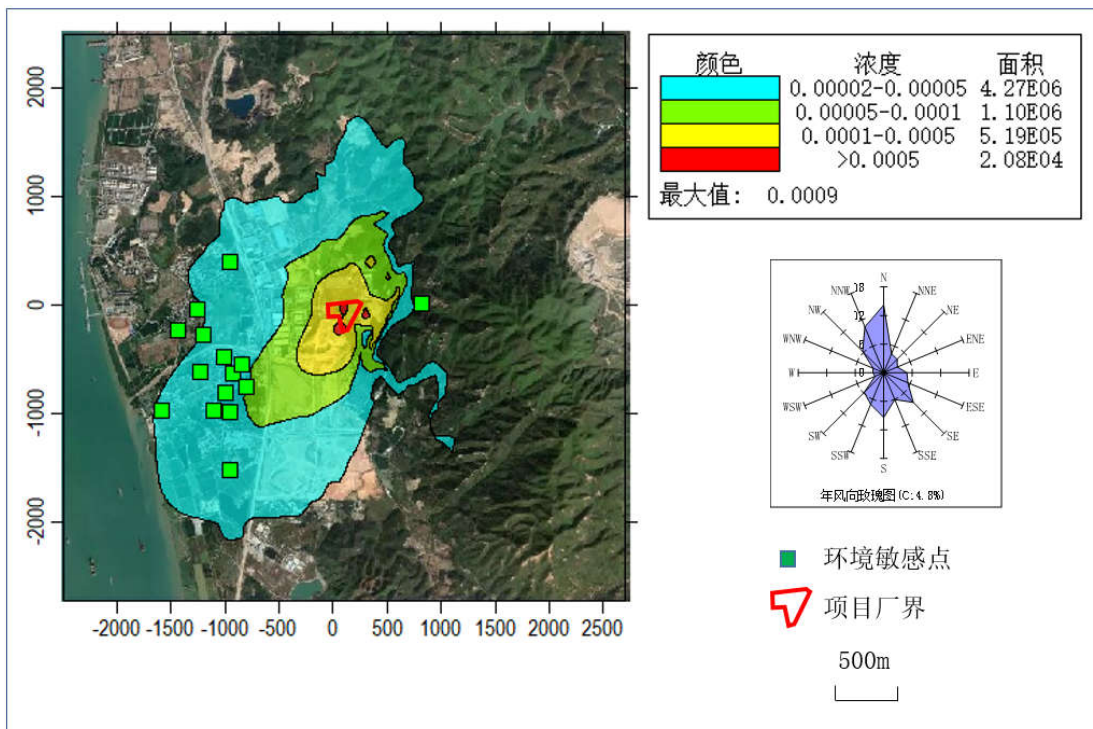 颜色 浓度 面积
0.00002-0.00005 4.27E06
0.00005-0.0001 1.10E06
0.0001-0.0005 5.19E05
>0.0005 2.08E04
最大值: 0.0009
2000
1000
0
-1000
-2000
-2000 -1500 -1000 -500 0 500 1000 1500 2000 2500
N
NNW 18 NNE
NW 12 NE
WNW ENE
W 0 E
WSW ESE
SW SE
SSW SSE
S
年风向玫瑰图(C:4.8%)
环境敏感点
项目厂界
500m